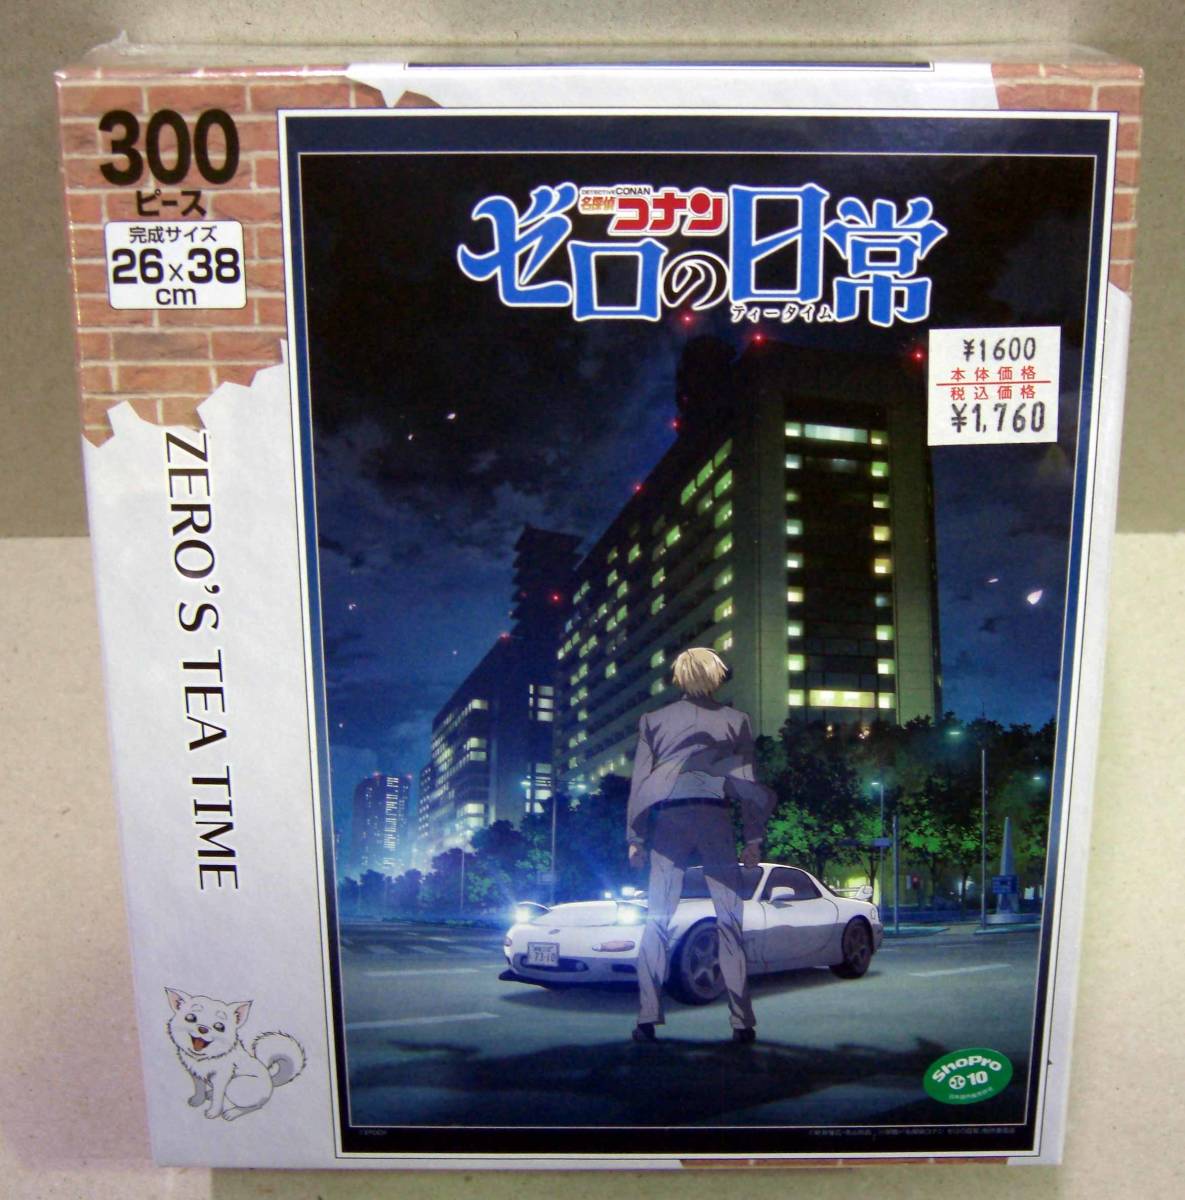 300
ピース
完成サイズ
26×38
cm
DETECTIVE CONAN
名探偵
コナン
ゼロの日常
ティータイム
¥1600
本体価格
税込価格
¥1,760
ZERO'S TEA TIME
7310
ShoPro
10